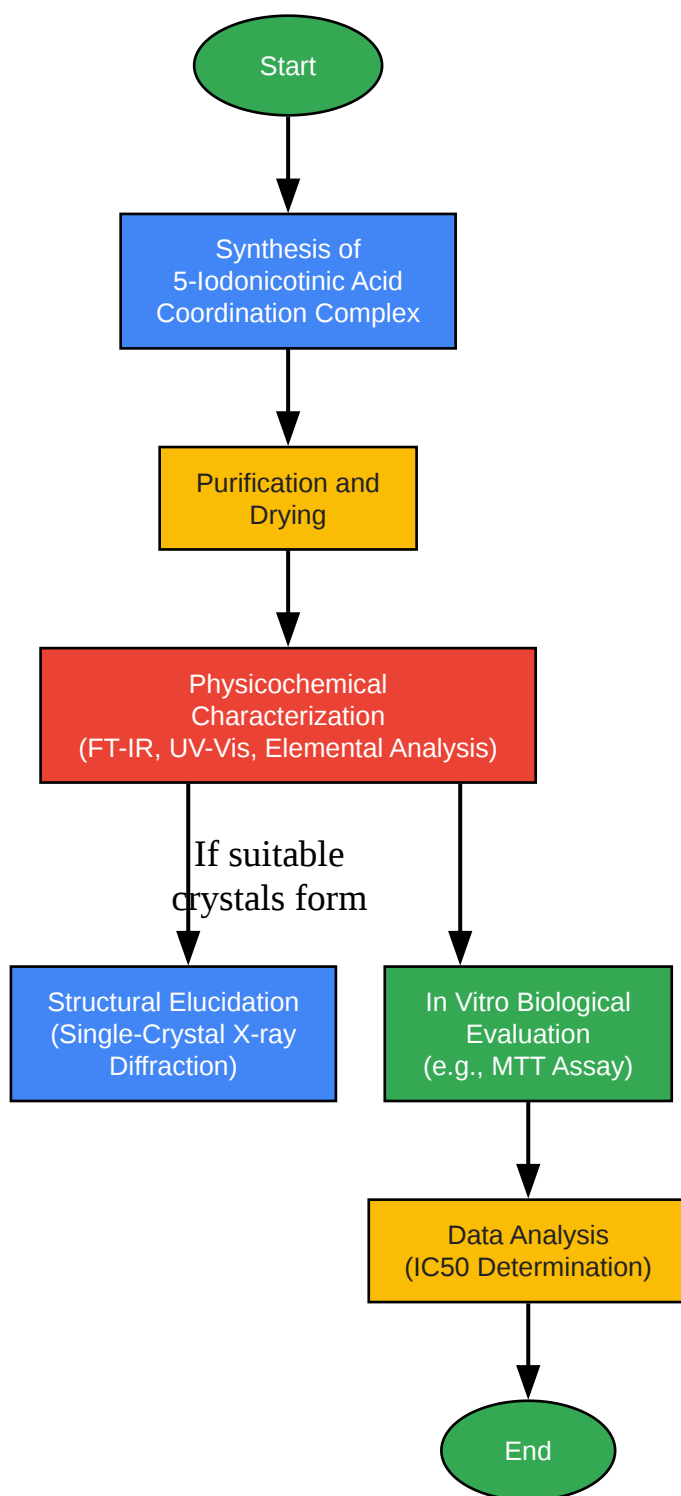 Start
Synthesis of
5-Iodonicotinic Acid
Coordination Complex
Purification and
Drying
Physicochemical
Characterization
(FT-IR, UV-Vis, Elemental Analysis)
If suitable
crystals form
Structural Elucidation
(Single-Crystal X-ray
Diffraction)
In Vitro Biological
Evaluation
(e.g., MTT Assay)
Data Analysis
(IC50 Determination)
End